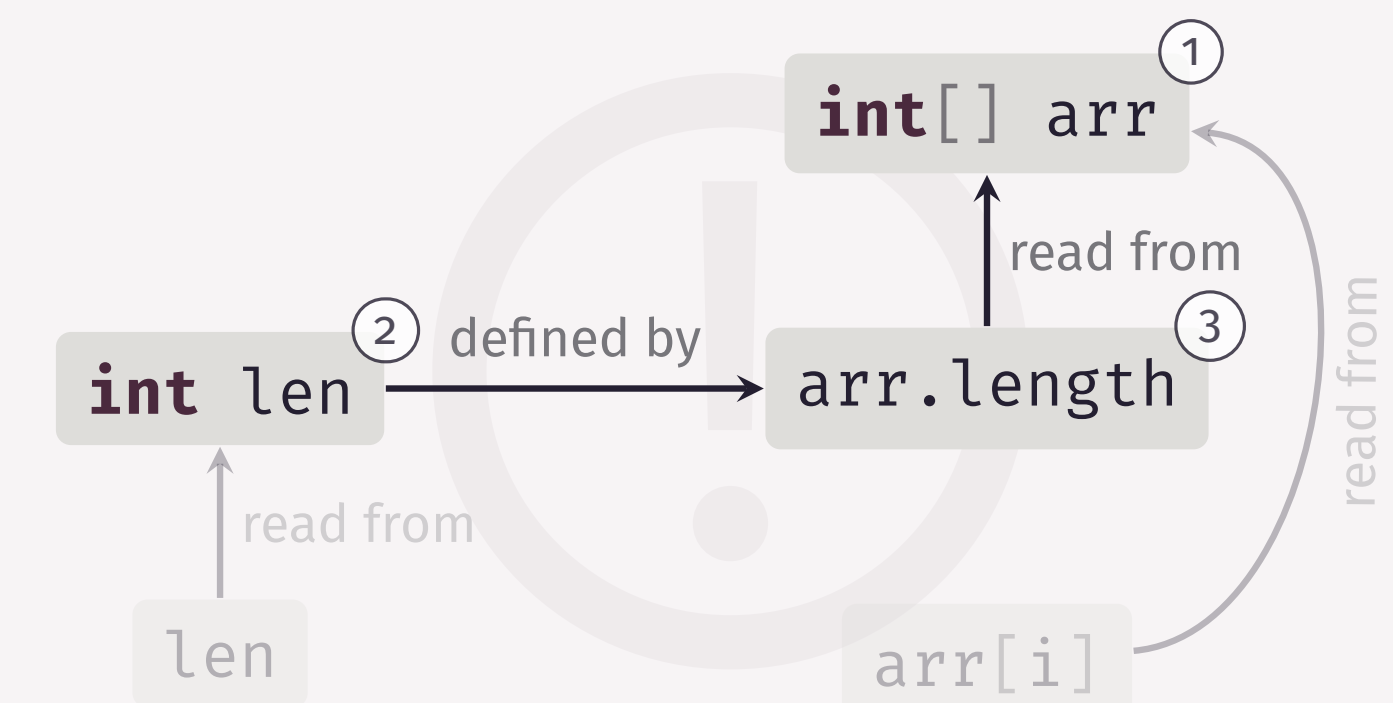 1
int[] arr
read from
read from
2
defined by
3
int len
arr.length
read from
len
arr[i]